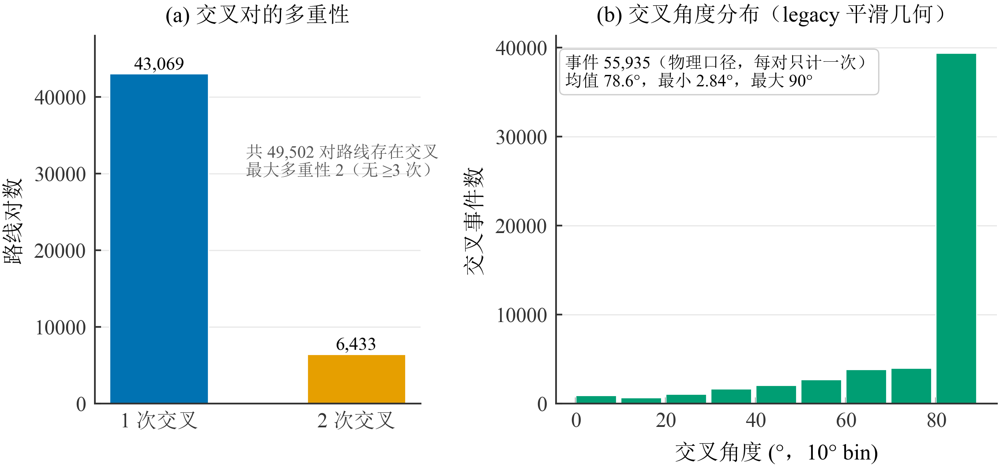 (a) 交叉对的多重性
路线对数
40000
30000
20000
10000
0
43,069
6,433
共 49,502 对路线存在交叉
最大多重性 2（无 ≥3 次）
1 次交叉
2 次交叉
(b) 交叉角度分布（legacy 平滑几何）
交叉事件数
40000
30000
20000
10000
0
事件 55,935（物理口径，每对只计一次）
均值 78.6°，最小 2.84°，最大 90°
0
20
40
60
80
交叉角度 (°，10° bin)